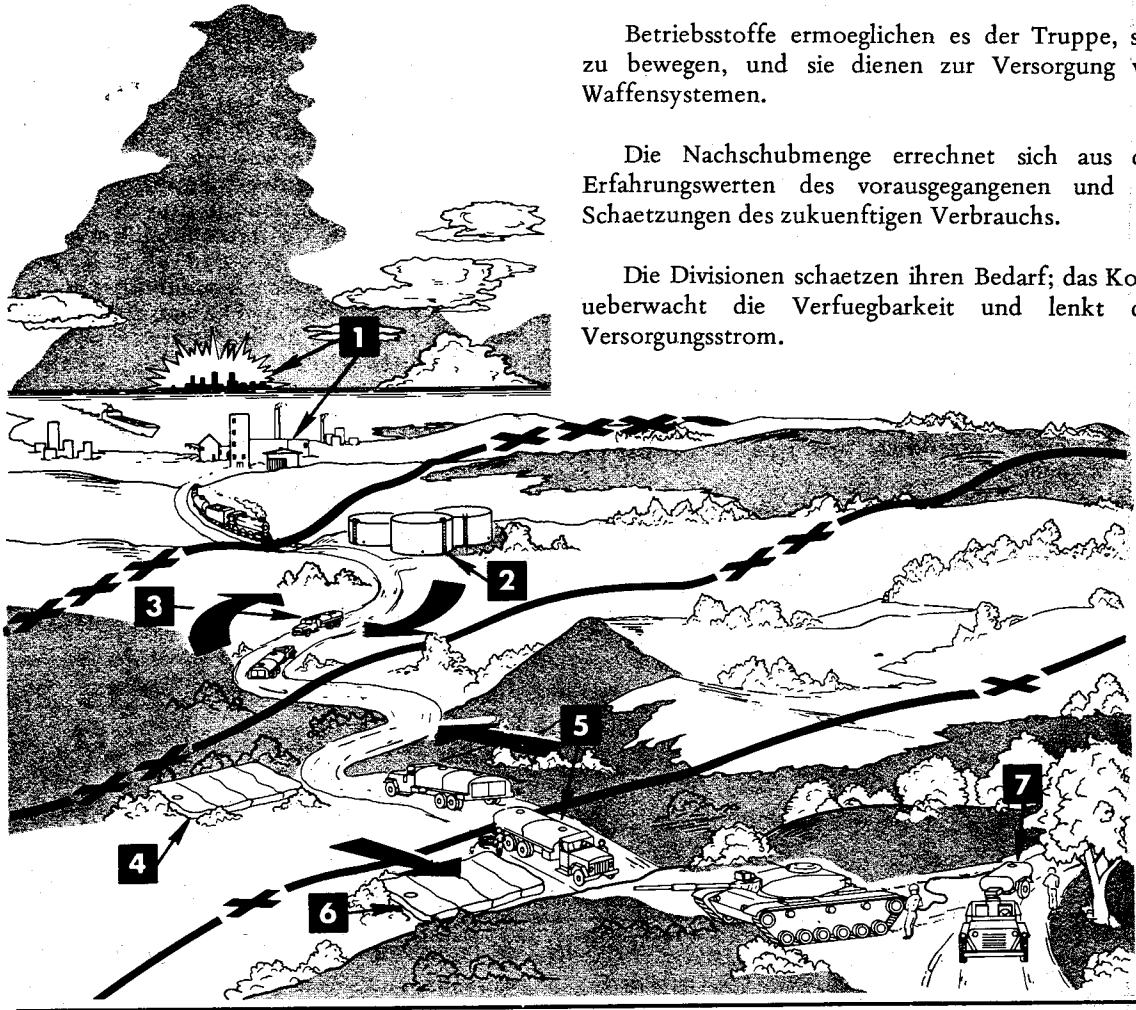 Betriebsstoffe ermoeglichen es der Truppe, s
zu bewegen, und sie dienen zur Versorgung
Waffensystemen.
Die Nachschubmenge errechnet sich aus
Erfahrungswerten des vorausgegangenen und
Schaetzungen des zukuenftigen Verbrauchs.
Die Divisionen schaetzen ihren Bedarf; das Ko
ueberwacht die Verfuegbarkeit und lenkt
Versorgungsstrom.
1
2
3
5
7
4
6